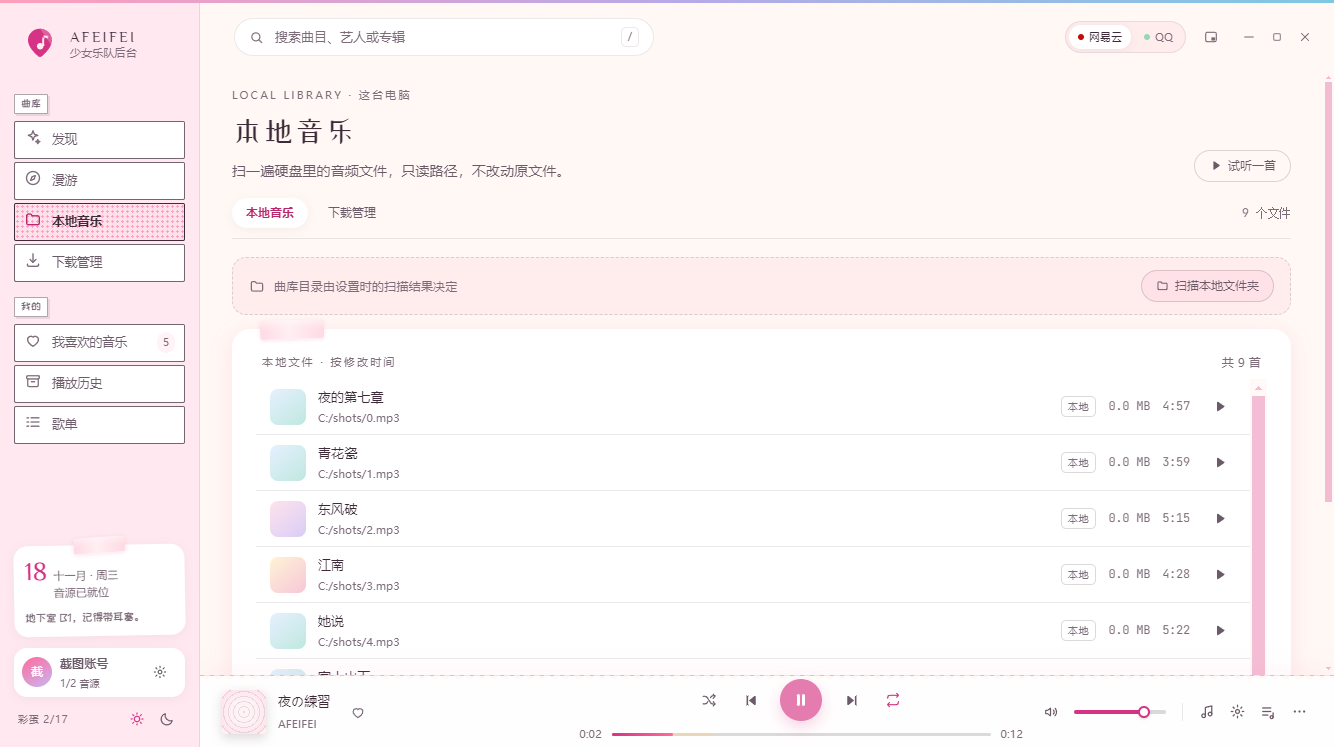 AFEIFEI
少女乐队后台
曲库
发现
漫游
本地音乐
下载管理
我的
我喜欢的音乐 5
播放历史
歌单
18 十一月 · 周三
音源已就位
地下室 B1，记得带耳塞。
截 截图账号
1/2 音源
彩蛋 2/17
搜索曲目、艺人或专辑 /
网易云 QQ
LOCAL LIBRARY · 这台电脑
本地音乐
扫一遍硬盘里的音频文件，只读路径，不改动原文件。
试听一首
本地音乐 下载管理 9 个文件
曲库目录由设置时的扫描结果决定 扫描本地文件夹
本地文件 · 按修改时间 共 9 首
夜的第七章
C:/shots/0.mp3
本地 0.0 MB 4:57
青花瓷
C:/shots/1.mp3
本地 0.0 MB 3:59
东风破
C:/shots/2.mp3
本地 0.0 MB 5:15
江南
C:/shots/3.mp3
本地 0.0 MB 4:28
她说
C:/shots/4.mp3
本地 0.0 MB 5:22
夜の練習
AFEIFEI
0:02 0:12